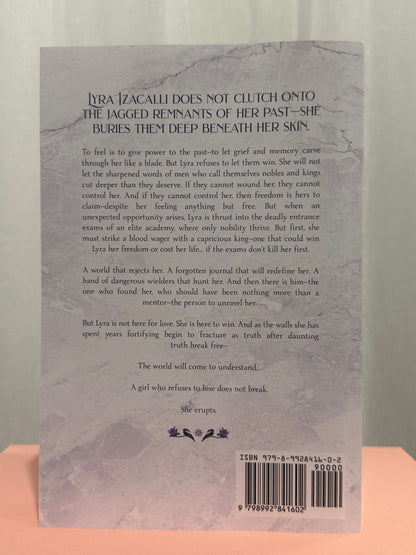 LYRA IZACALLI DOES NOT CLUTCH ONTO
THE JAGGED REMNANTS OF HER PAST—SHE
BURIES THEM DEEP BENEATH HER SKIN.
To feel is to give power to the past—to let grief and memory carve
through her like a blade. But Lyra refuses to let them win. She will not
let the sharpened words of men who call themselves nobles and kings
cut deeper than they deserve. If they cannot wound her, they cannot
control her. And if they cannot control her, then freedom is hers to
claim—despite her feeling anything but free. But when an
unexpected opportunity arises, Lyra is thrust into the deadly entrance
exams of an elite academy, where only nobility thrive. But first, she
must strike a blood wager with a capricious king—one that could win
Lyra her freedom or cost her life... if the exams don't kill her first.
A world that rejects her. A forgotten journal that will redefine her. A
band of dangerous wielders that hunt her. And then there is him—the
one who found her, who should have been nothing more than a
mentor—the person to unravel her.
But Lyra is not here for love. She is here to win. And as the walls she has
spent years fortifying begin to fracture as truth after daunting
truth break free–
The world will come to understand...
A girl who refuses to lose does not break.
She erupts.
ISBN 979-8-9928416-0-2
90000
9 798992 841602